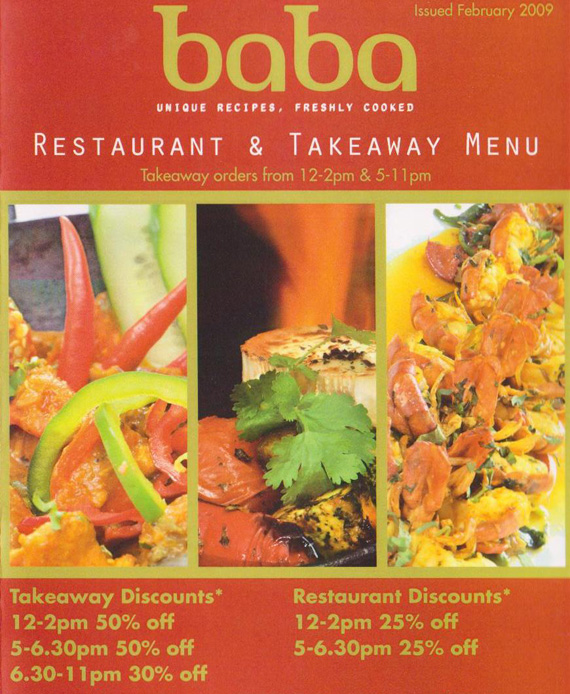 Issued February 2009
baba
UNIQUE RECIPES, FRESHLY COOKED
RESTAURANT & TAKEAWAY MENU
Takeaway orders from 12-2pm & 5-11pm
Takeaway Discounts*
12-2pm 50% off
5-6.30pm 50% off
6.30-11pm 30% off
Restaurant Discounts*
12-2pm 25% off
5-6.30pm 25% off